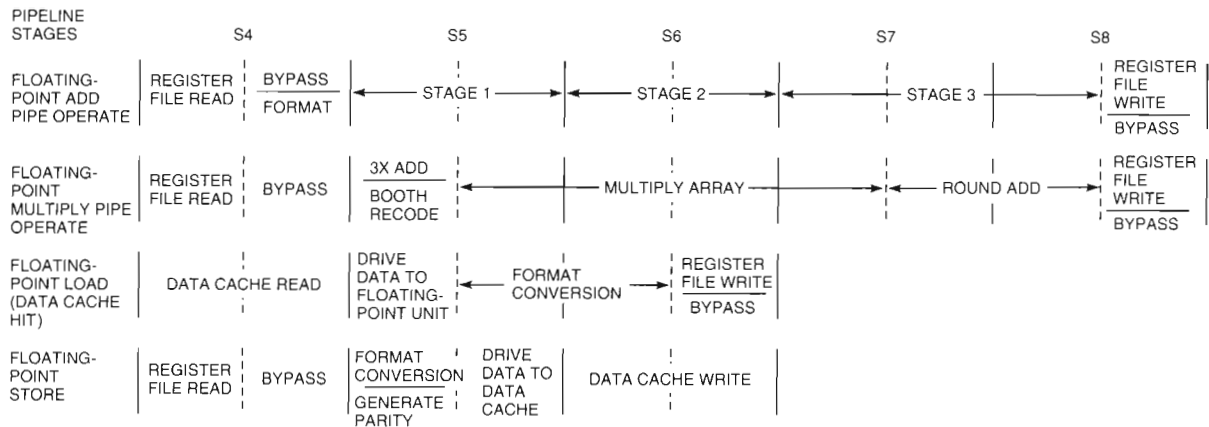 PIPELINE
STAGES
S4 S5 S6 S7 S8
FLOATING-
POINT ADD
PIPE OPERATE
REGISTER
FILE READ
BYPASS
FORMAT
STAGE 1
STAGE 2
STAGE 3
REGISTER
FILE
WRITE
BYPASS
FLOATING-
POINT
MULTIPLY PIPE
OPERATE
REGISTER
FILE READ
BYPASS
3X ADD
BOOTH
RECODE
MULTIPLY ARRAY
ROUND ADD
REGISTER
FILE
WRITE
BYPASS
FLOATING-
POINT LOAD
(DATA CACHE
HIT)
DATA CACHE READ
DRIVE
DATA TO
FLOATING-
POINT UNIT
FORMAT
CONVERSION
REGISTER
FILE WRITE
BYPASS
FLOATING-
POINT
STORE
REGISTER
FILE READ
BYPASS
FORMAT
CONVERSION
GENERATE
PARITY
DRIVE
DATA TO
DATA
CACHE
DATA CACHE WRITE